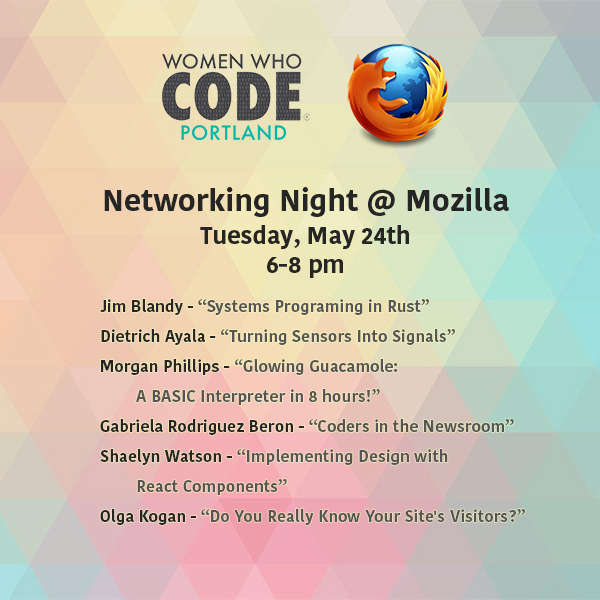 WOMEN WHO
CODE
PORTLAND
Networking Night @ Mozilla
Tuesday, May 24th
6-8 pm
Jim Blandy - “Systems Programing in Rust”
Dietrich Ayala - “Turning Sensors Into Signals”
Morgan Phillips - “Glowing Guacamole:
A BASIC Interpreter in 8 hours!”
Gabriela Rodriguez Beron - “Coders in the Newsroom”
Shaelyn Watson - “Implementing Design with
React Components”
Olga Kogan - “Do You Really Know Your Site's Visitors?”